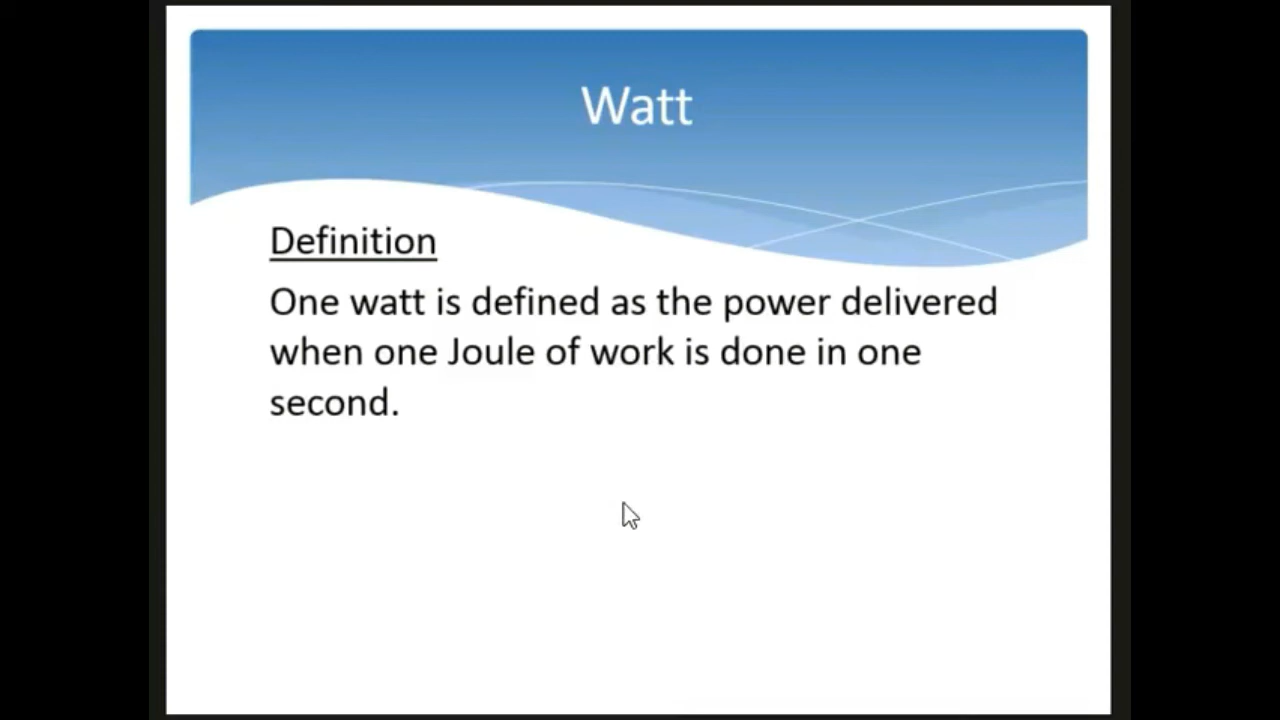 Watt
Definition
One watt is defined as the power delivered
when one Joule of work is done in one
second.